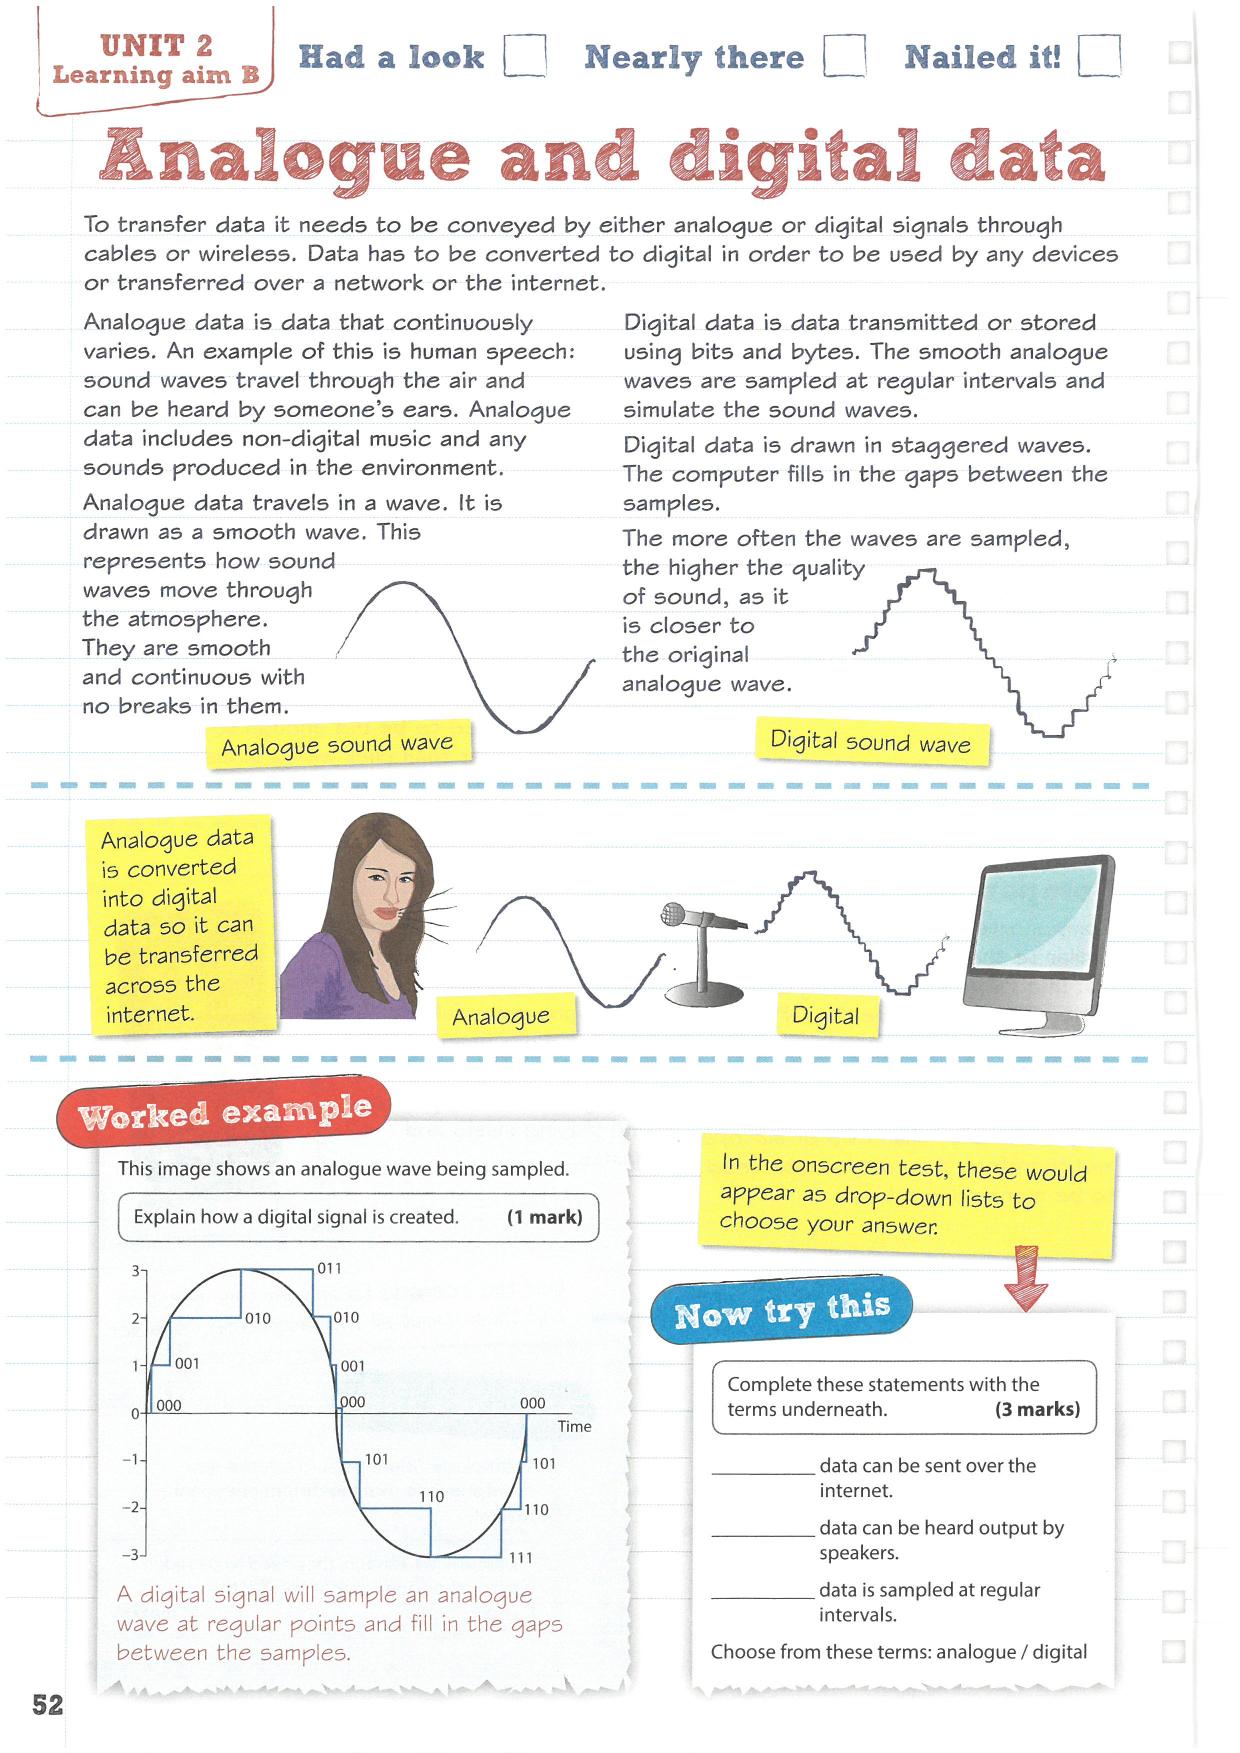 UNIT 2
Learning aim B
Had a look
Nearly there
Nailed it!
Analogue and digital data
To transfer data it needs to be conveyed by either analogue or digital signals through
cables or wireless. Data has to be converted to digital in order to be used by any devices
or transferred over a network or the internet.
Analogue data is data that continuously
varies. An example of this is human speech:
sound waves travel through the air and
can be heard by someone's ears. Analogue
data includes non-digital music and any
sounds produced in the environment.
Analogue data travels in a wave. It is
drawn as a smooth wave. This
represents how sound
waves move through
the atmosphere.
They are smooth
and continuous with
no breaks in them.
Analogue sound wave
Digital data is data transmitted or stored
using bits and bytes. The smooth analogue
waves are sampled at regular intervals and
simulate the sound waves.
Digital data is drawn in staggered waves.
The computer fills in the gaps between the
samples.
The more often the waves are sampled,
the higher the quality
of sound, as it
is closer to
the original
analogue wave.
Digital sound wave
Analogue data
is converted
into digital
data so it can
be transferred
across the
internet.
Analogue
Digital
Worked example
This image shows an analogue wave being sampled.
Explain how a digital signal is created. (1 mark)
3
2
1
0
-1
-2
-3
000
001
010
011
010
001
000
101
110
111
110
101
000
Time
A digital signal will sample an analogue
wave at regular points and fill in the gaps
between the samples.
In the onscreen test, these would
appear as drop-down lists to
choose your answer.
Now try this
Complete these statements with the
terms underneath. (3 marks)
__________ data can be sent over the
internet.
__________ data can be heard output by
speakers.
__________ data is sampled at regular
intervals.
Choose from these terms: analogue / digital
52